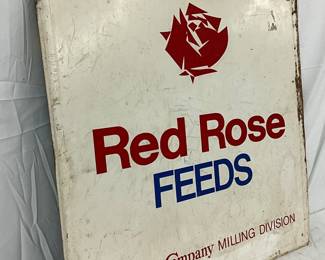 Red Rose
FEEDS
Company MILLING DIVISION